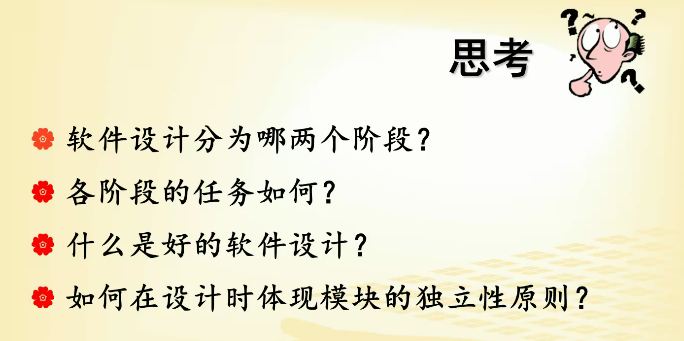 思考
软件设计分为哪两个阶段？
各阶段的任务如何？
什么是好的软件设计？
如何在设计时体现模块的独立性原则？